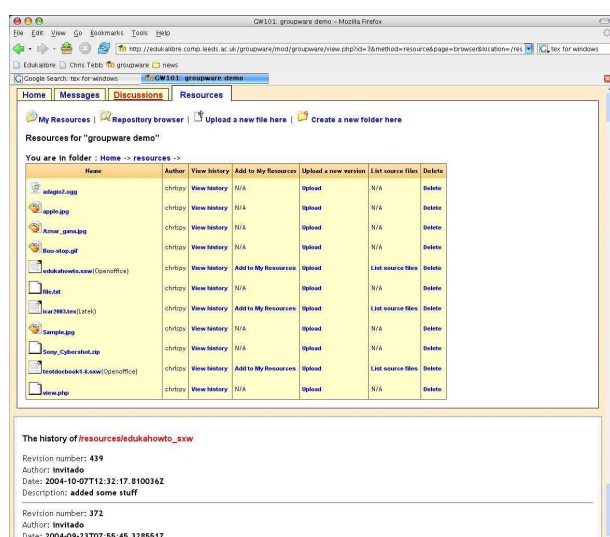 GW101: groupware demo - Mozilla Firefox
File Edit View Go Bookmarks Tools Help
http://edukalibre.comp.leeds.ac.uk/groupware/mod/groupware/view.php?id=3&method=resource&page=browser&location=/res
tex for windows
Edukalibre Chris Tebb groupware news
Google Search: tex for windows GW101: groupware demo
Home Messages Discussions Resources
My Resources | Repository browser | Upload a new file here | Create a new folder here
Resources for "groupware demo"
You are in folder : Home -> resources ->
Name Author View history Add to My Resources Upload a new version List source files Delete
adagio2.ogg chrispy View history N/A Upload N/A Delete
apple.jpg chrispy View history N/A Upload N/A Delete
Aznar_gana.jpg chrispy View history N/A Upload N/A Delete
Bou-stop.gif chrispy View history N/A Upload N/A Delete
edukahowto.sxw(Openoffice) chrispy View history Add to My Resources Upload List source files Delete
file.txt chrispy View history N/A Upload N/A Delete
icar2003.tex(Latek) chrispy View history Add to My Resources Upload List source files Delete
Sample.jpg chrispy View history N/A Upload N/A Delete
Sony_Cybershot.zip chrispy View history N/A Upload N/A Delete
testdocbook1-6.sxw(Openoffice) chrispy View history Add to My Resources Upload List source files Delete
view.php chrispy View history N/A Upload N/A Delete
The history of /resources/edukahowto_sxw
Revision number: 439
Author: invitado
Date: 2004-10-07T12:32:17.810036Z
Description: added some stuff
Revision number: 372
Author: invitado
Date: 2004-09-23T07:55:45.328551Z